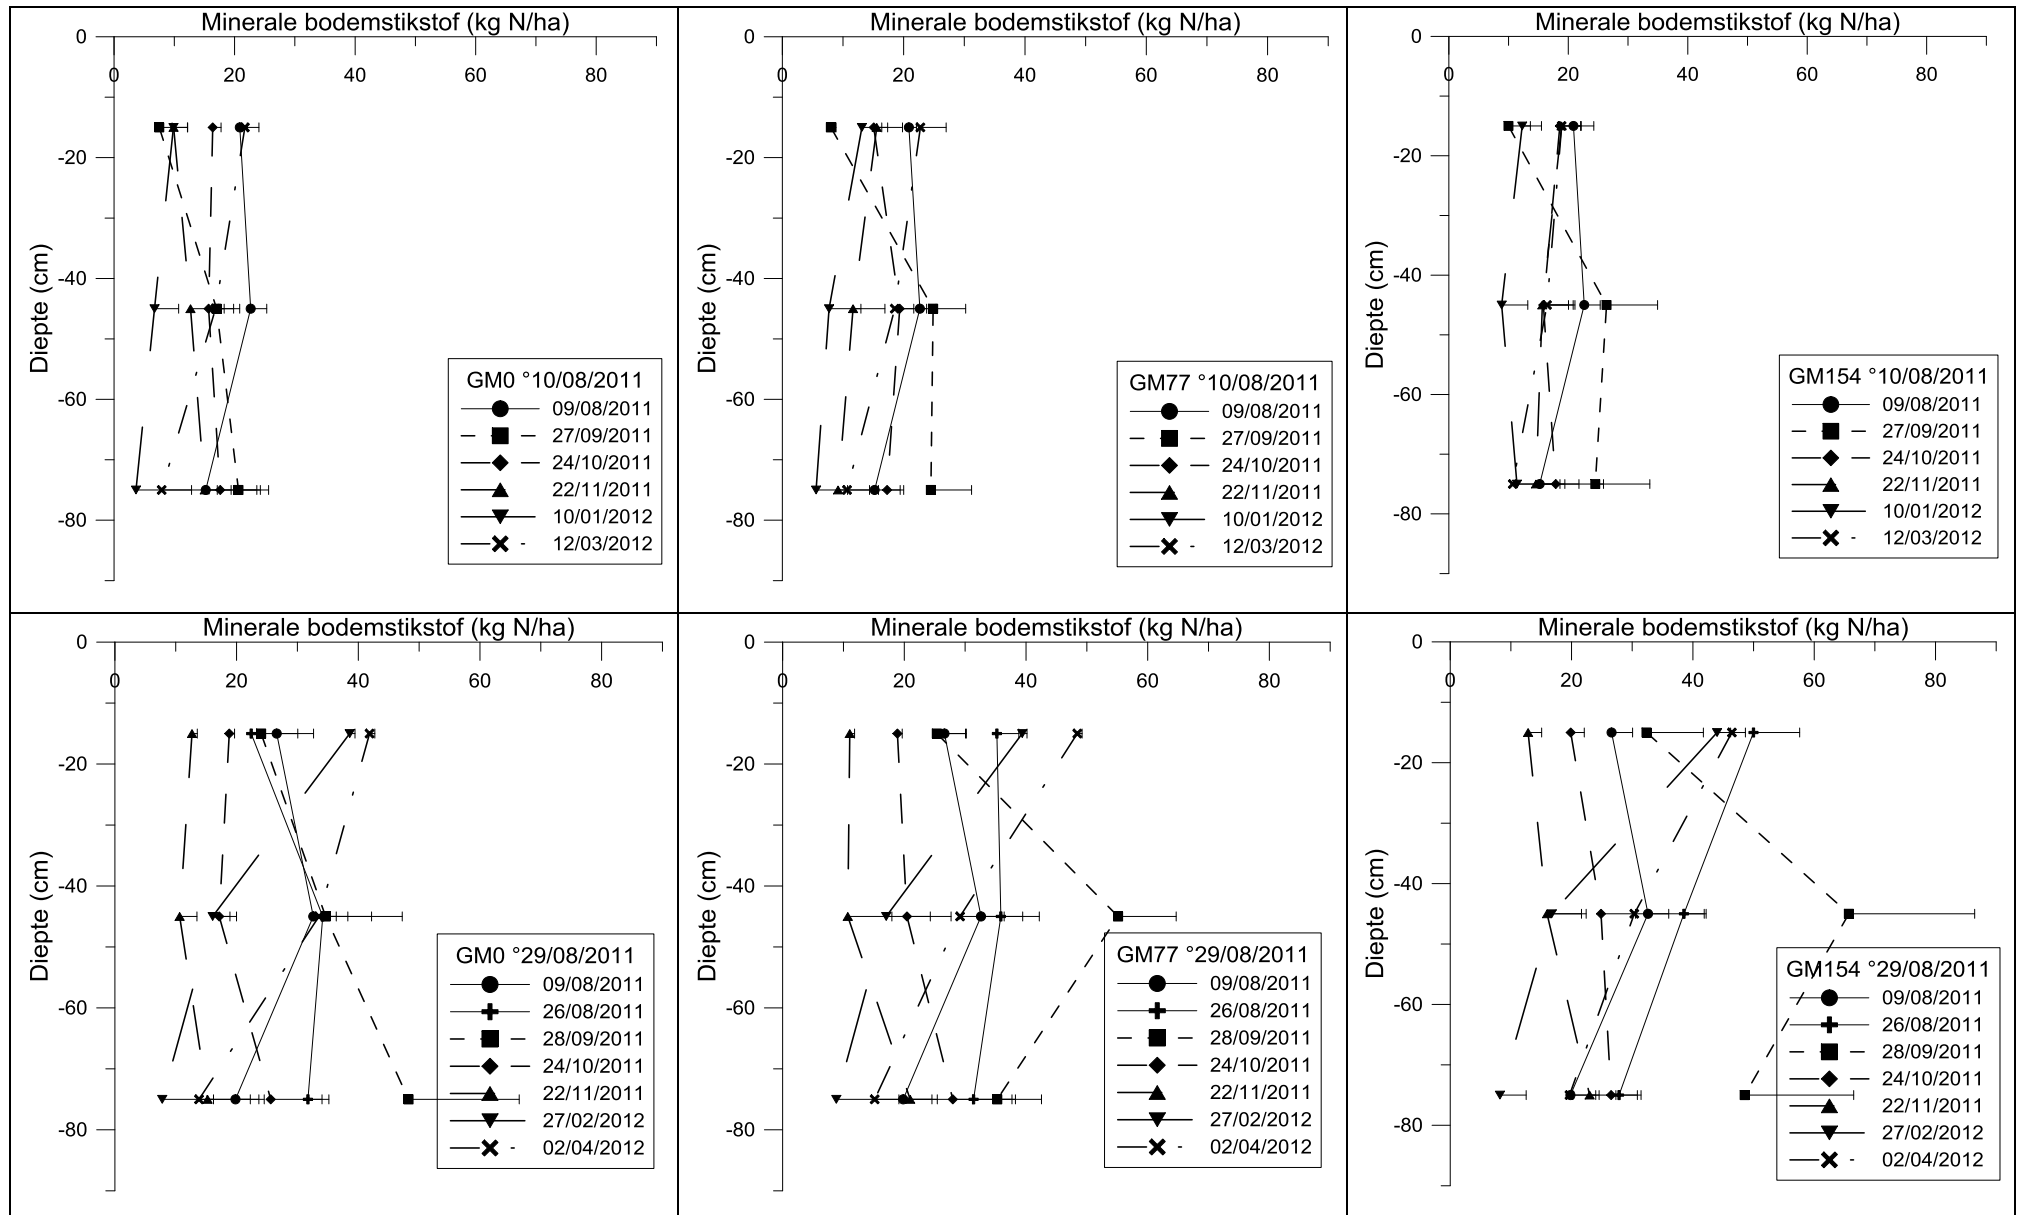 Minerale bodemstikstof (kg N/ha)
0 20 40 60 80
0
-20
-40
-60
-80
Diepte (cm)
GM0 °10/08/2011
09/08/2011
27/09/2011
24/10/2011
22/11/2011
10/01/2012
12/03/2012
Minerale bodemstikstof (kg N/ha)
0 20 40 60 80
0
-20
-40
-60
-80
Diepte (cm)
GM77 °10/08/2011
09/08/2011
27/09/2011
24/10/2011
22/11/2011
10/01/2012
12/03/2012
Minerale bodemstikstof (kg N/ha)
0 20 40 60 80
0
-20
-40
-60
-80
Diepte (cm)
GM154 °10/08/2011
09/08/2011
27/09/2011
24/10/2011
22/11/2011
10/01/2012
12/03/2012
Minerale bodemstikstof (kg N/ha)
0 20 40 60 80
0
-20
-40
-60
-80
Diepte (cm)
GM0 °29/08/2011
09/08/2011
26/08/2011
28/09/2011
24/10/2011
22/11/2011
27/02/2012
02/04/2012
Minerale bodemstikstof (kg N/ha)
0 20 40 60 80
0
-20
-40
-60
-80
Diepte (cm)
GM77 °29/08/2011
09/08/2011
26/08/2011
28/09/2011
24/10/2011
22/11/2011
27/02/2012
02/04/2012
Minerale bodemstikstof (kg N/ha)
0 20 40 60 80
0
-20
-40
-60
-80
Diepte (cm)
GM154 °29/08/2011
09/08/2011
26/08/2011
28/09/2011
24/10/2011
22/11/2011
27/02/2012
02/04/2012